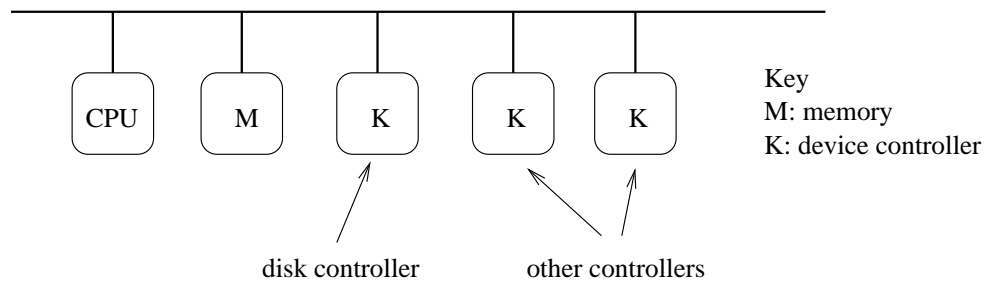 CPU
M
K
K
K
Key
M: memory
K: device controller
disk controller
other controllers